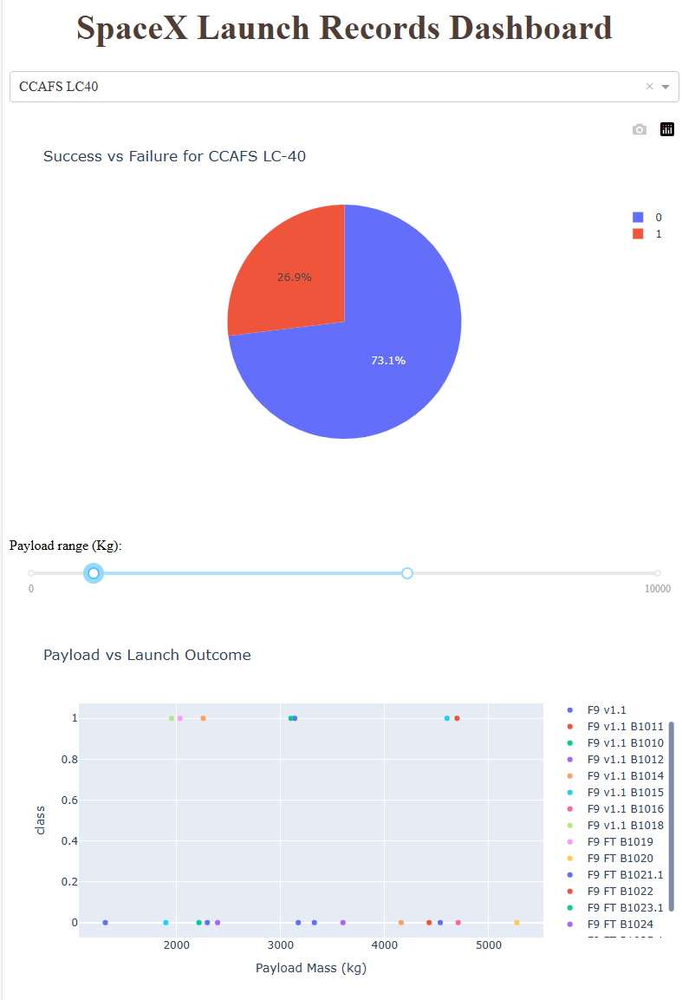 SpaceX Launch Records Dashboard
CCAFS LC40
×
Success vs Failure for CCAFS LC-40
0
1
26.9%
73.1%
Payload range (Kg):
0
10000
Payload vs Launch Outcome
1
0.8
0.6
0.4
0.2
0
class
2000
3000
4000
5000
Payload Mass (kg)
F9 v1.1
F9 v1.1 B1011
F9 v1.1 B1010
F9 v1.1 B1012
F9 v1.1 B1014
F9 v1.1 B1015
F9 v1.1 B1016
F9 v1.1 B1018
F9 FT B1019
F9 FT B1020
F9 FT B1021.1
F9 FT B1022
F9 FT B1023.1
F9 FT B1024